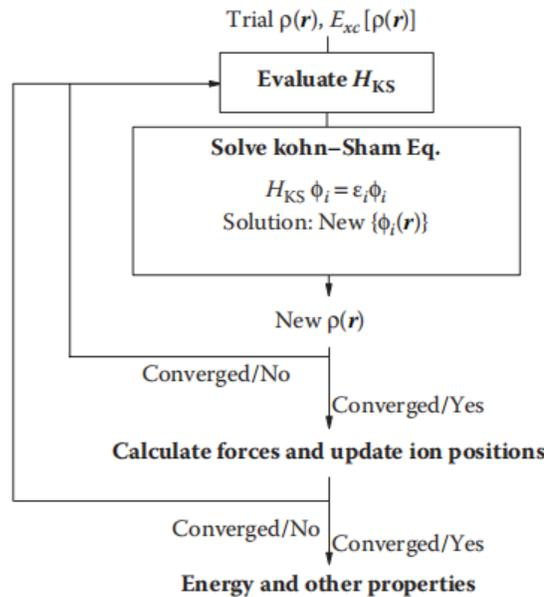 Trial ρ(r), Exc[ρ(r)]
Evaluate HKS
Solve kohn–Sham Eq.
HKS ϕi = εiϕi
Solution: New {ϕi(r)}
New ρ(r)
Converged/No
Converged/Yes
Calculate forces and update ion positions
Converged/No
Converged/Yes
Energy and other properties